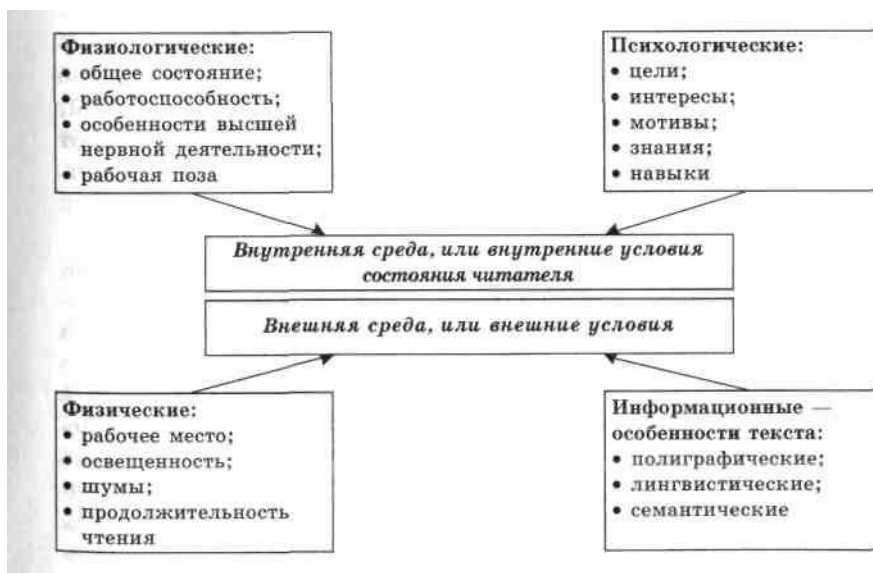 Физиологические:
• общее состояние;
• работоспособность;
• особенности высшей
нервной деятельности;
• рабочая поза
Психологические:
• цели;
• интересы;
• мотивы;
• знания;
• навыки
Внутренняя среда, или внутренние условия
состояния читателя
Внешняя среда, или внешние условия
Физические:
• рабочее место;
• освещенность;
• шумы;
• продолжительность
чтения
Информационные —
особенности текста:
• полиграфические;
• лингвистические;
• семантические